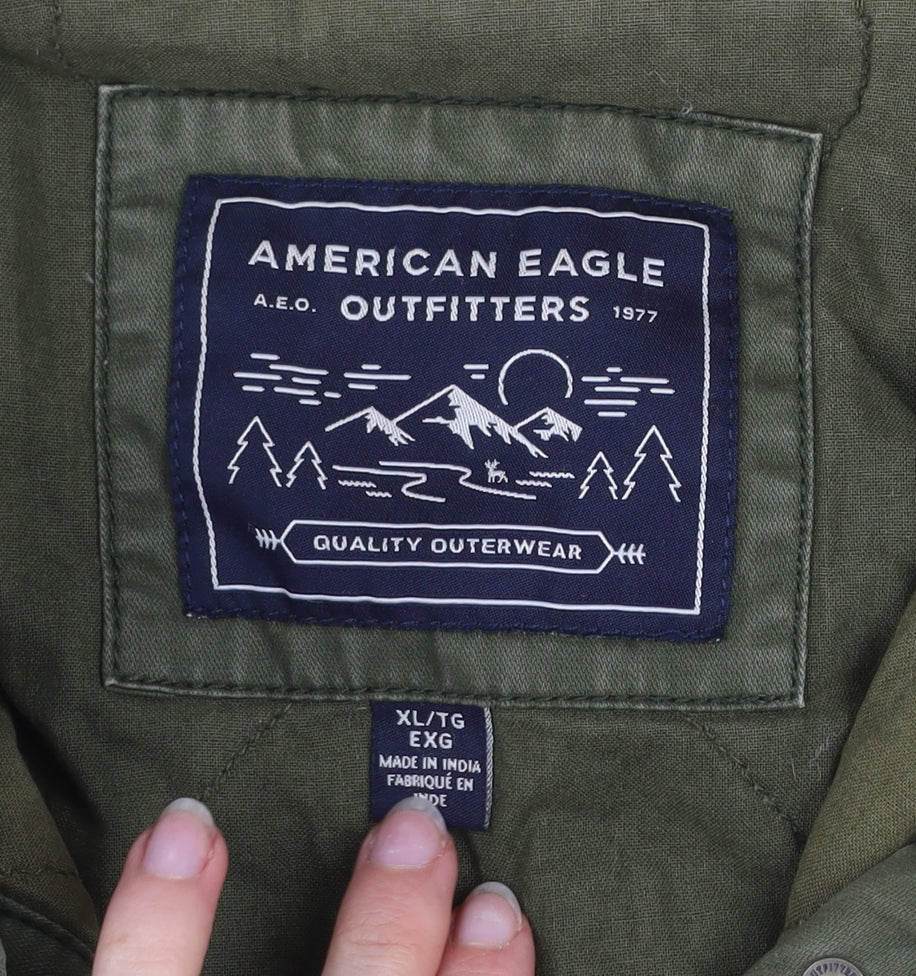 AMERICAN EAGLE
A.E.O. OUTFITTERS 1977
QUALITY OUTERWEAR
XL/TG
EXG
MADE IN INDIA
FABRIQUÉ EN
INDE